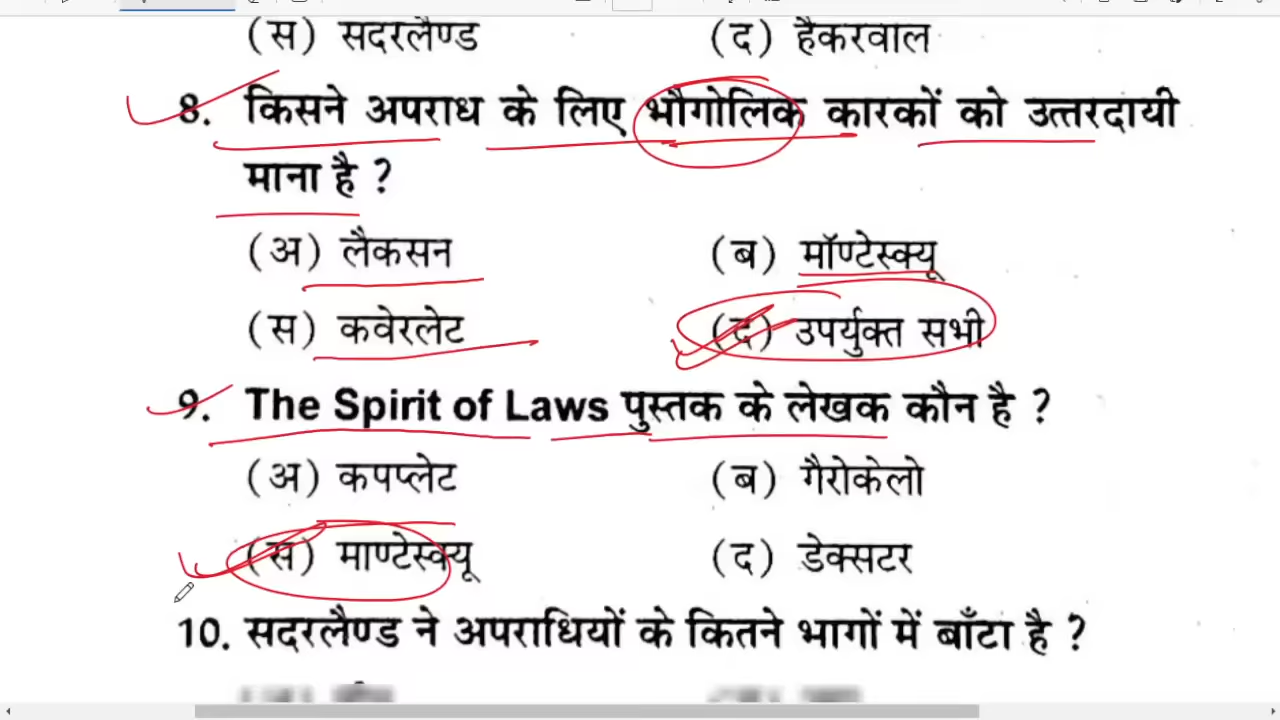 (स) सदरलैण्ड (द) हैकरवाल
8. किसने अपराध के लिए भौगोलिक कारकों को उत्तरदायी
माना है ?
(अ) लैकसन (ब) मॉण्टेस्क्यू
(स) कवेरलेट (द) उपर्युक्त सभी
9. The Spirit of Laws पुस्तक के लेखक कौन है ?
(अ) कपप्लेट (ब) गैरोकेलो
(स) माण्टेस्क्यू (द) डेक्सटर
10. सदरलैण्ड ने अपराधियों के कितने भागों में बाँटा है ?